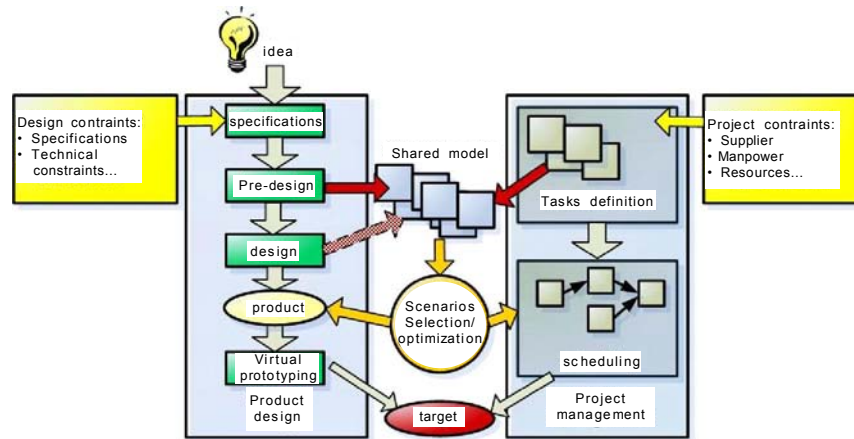 idea
Design contraints:
• Specifications
• Technical
constraints...
specifications
Pre-design
design
product
Virtual
prototyping
Product
design
Shared model
Scenarios
Selection/
optimization
target
Tasks definition
scheduling
Project
management
Project contraints:
• Supplier
• Manpower
• Resources...